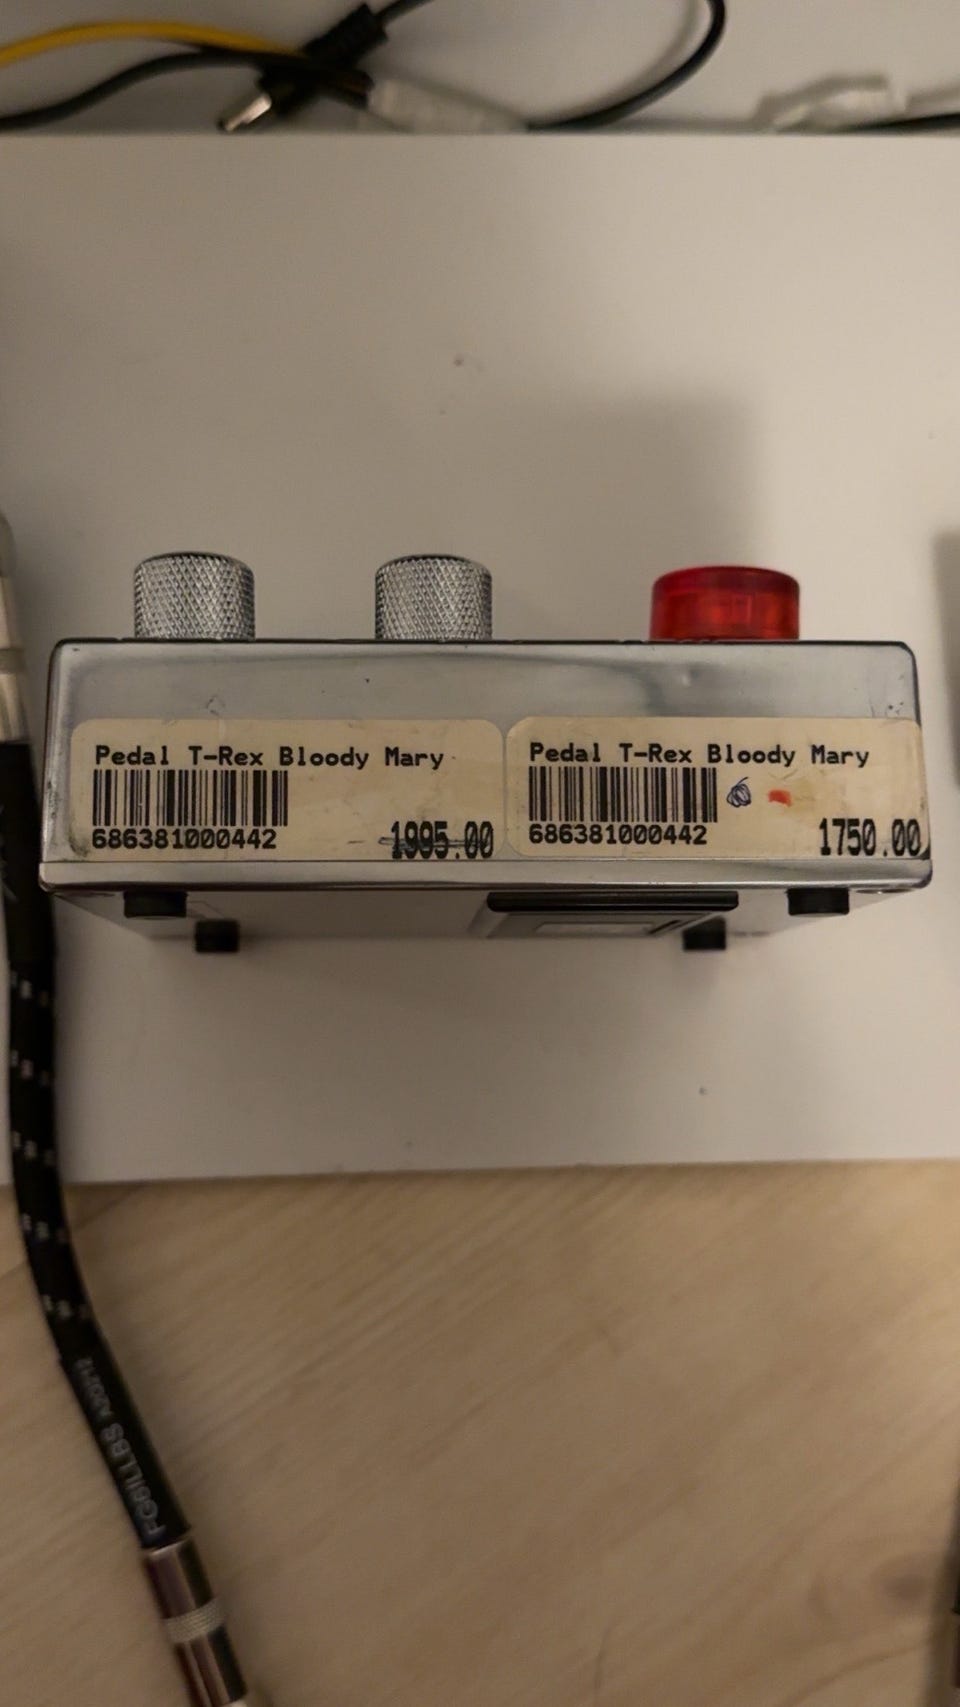 Pedal T-Rex Bloody Mary
686381000442
1995.00
Pedal T-Rex Bloody Mary
686381000442
1750.00